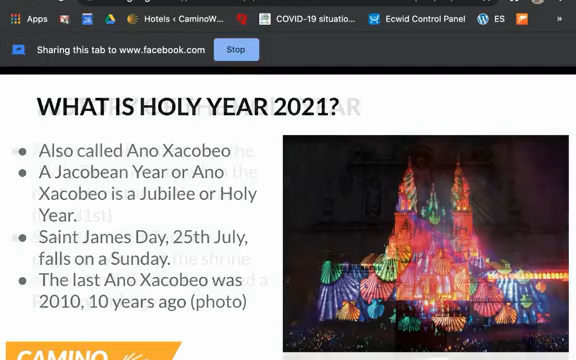 Apps
28
Hotels ‹ CaminoW...
COVID-19 situatio...
Ecwid Control Panel
ES
»
Sharing this tab to www.facebook.com
Stop
WHAT IS HOLY YEAR 2021?
• Also called Ano Xacobeo
• A Jacobean Year or Ano
Xacobeo is a Jubilee or Holy
Year.
• Saint James Day, 25th July,
falls on a Sunday.
• The last Ano Xacobeo was
2010, 10 years ago (photo)
CAMINO